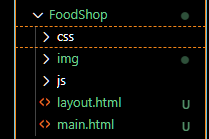 FoodShop
css
img
js
<> layout.html U
<> main.html U